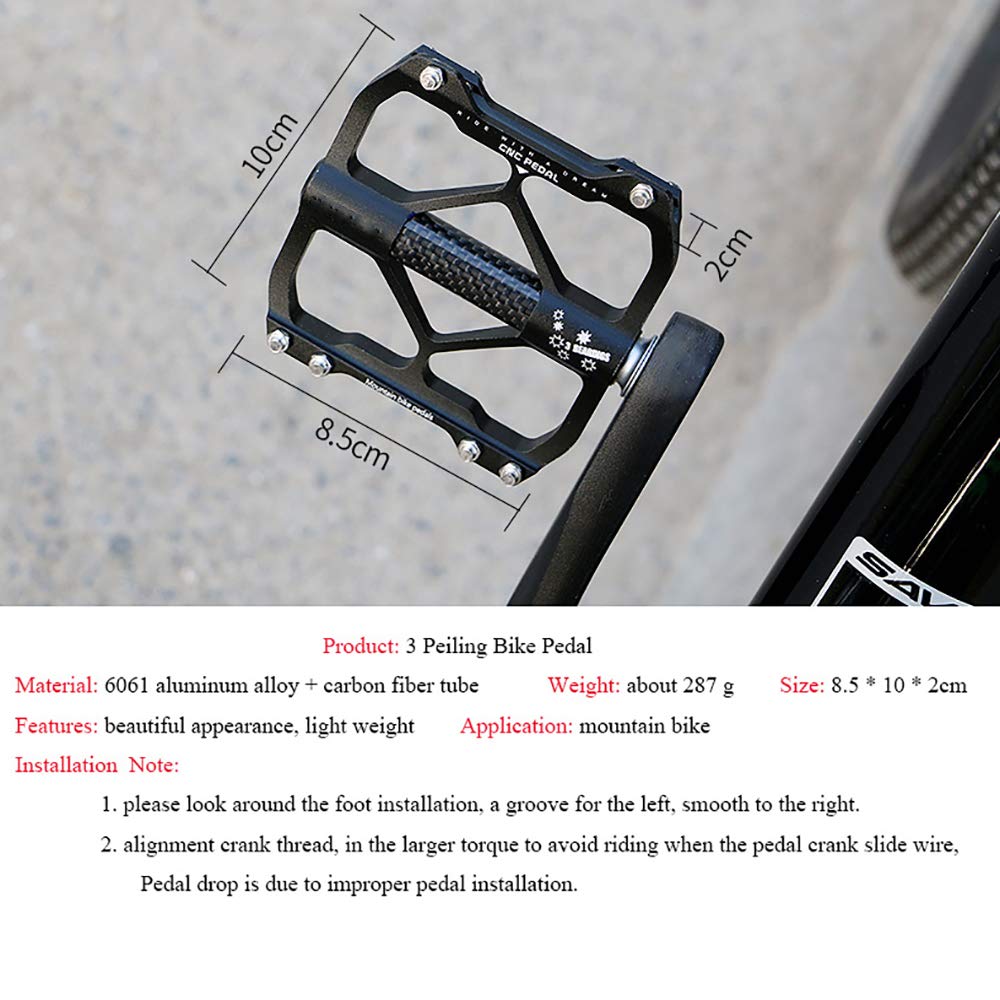 10cm
RIDE WITH A DREAM
CNC PEDAL
2cm
3 BEARINGS
Mountain bike pedals
8.5cm
SAV
Product: 3 Peiling Bike Pedal
Material: 6061 aluminum alloy + carbon fiber tube Weight: about 287 g Size: 8.5 * 10 * 2cm
Features: beautiful appearance, light weight Application: mountain bike
Installation Note:
1. please look around the foot installation, a groove for the left, smooth to the right.
2. alignment crank thread, in the larger torque to avoid riding when the pedal crank slide wire,
Pedal drop is due to improper pedal installation.